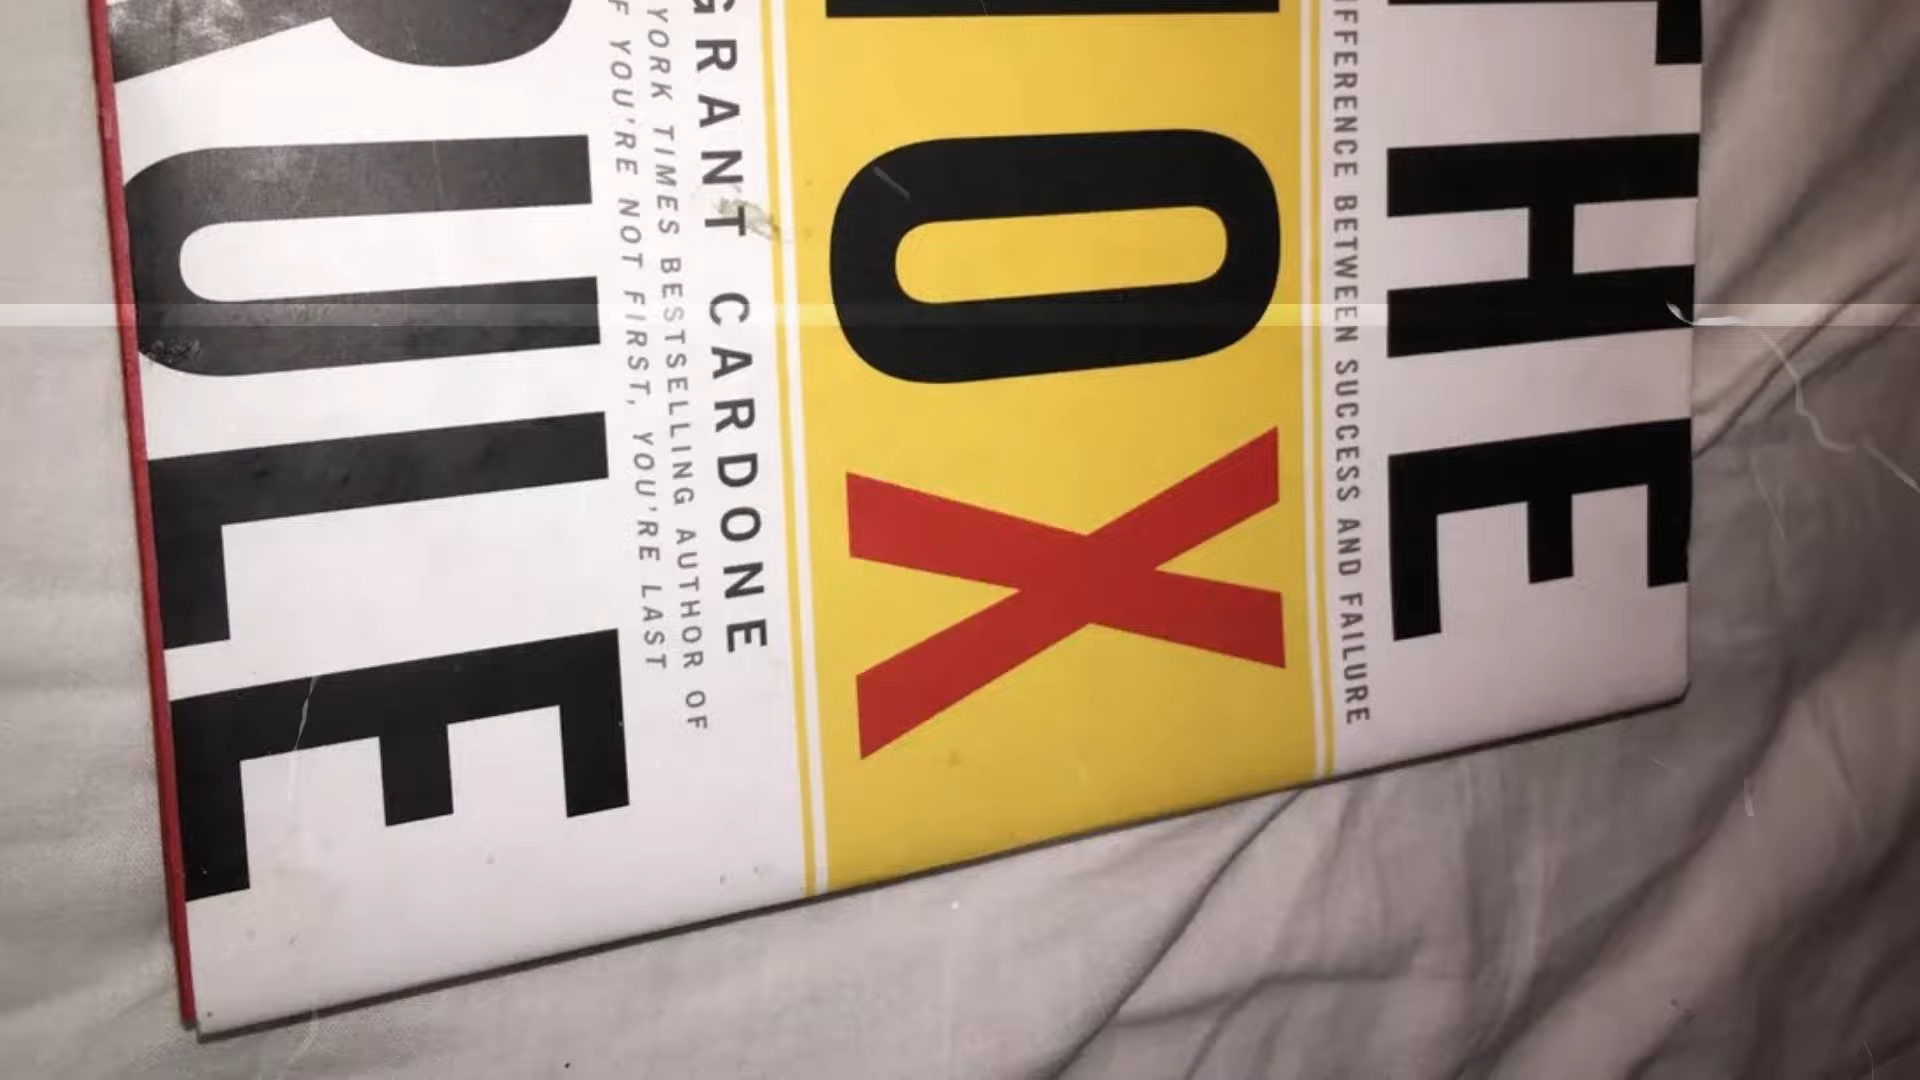 THE
IFFERENCE BETWEEN SUCCESS AND FAILURE
10X
GRANT CARDONE
YORK TIMES BESTSELLING AUTHOR OF
F YOU'RE NOT FIRST, YOU'RE LAST
RULE